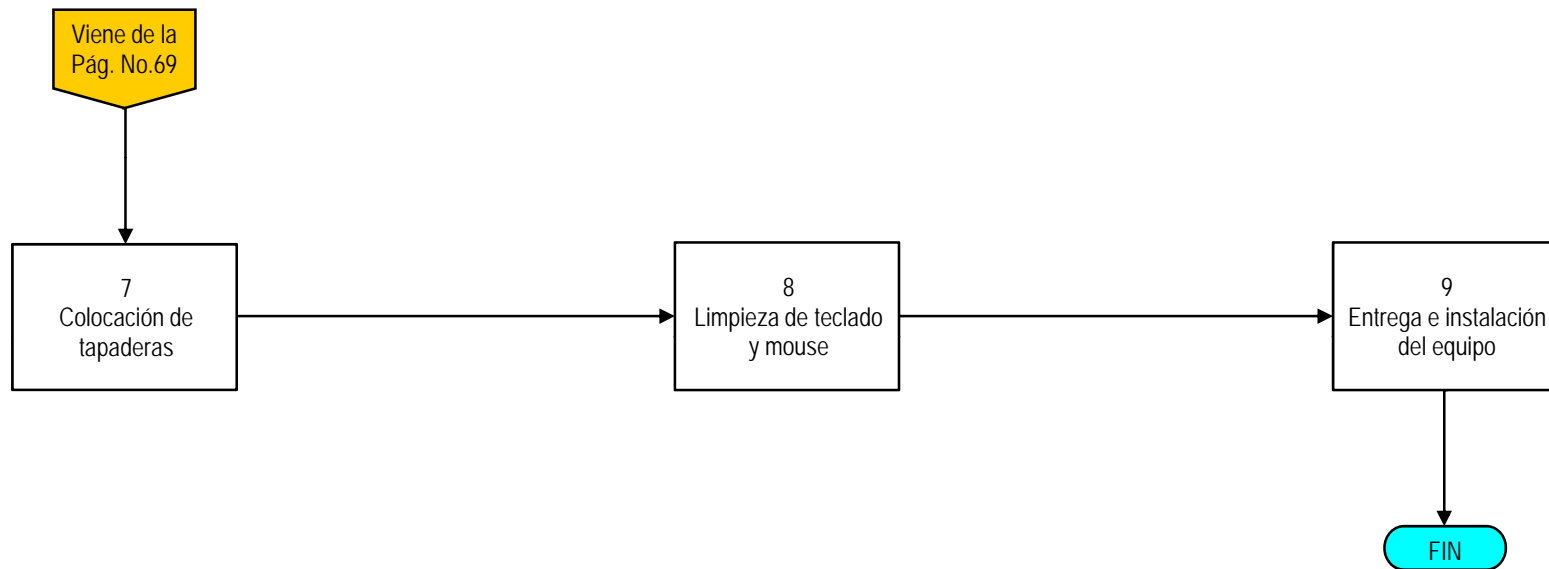 Viene de la
Pág. No.69
7
Colocación de
tapaderas
8
Limpieza de teclado
y mouse
9
Entrega e instalación
del equipo
FIN